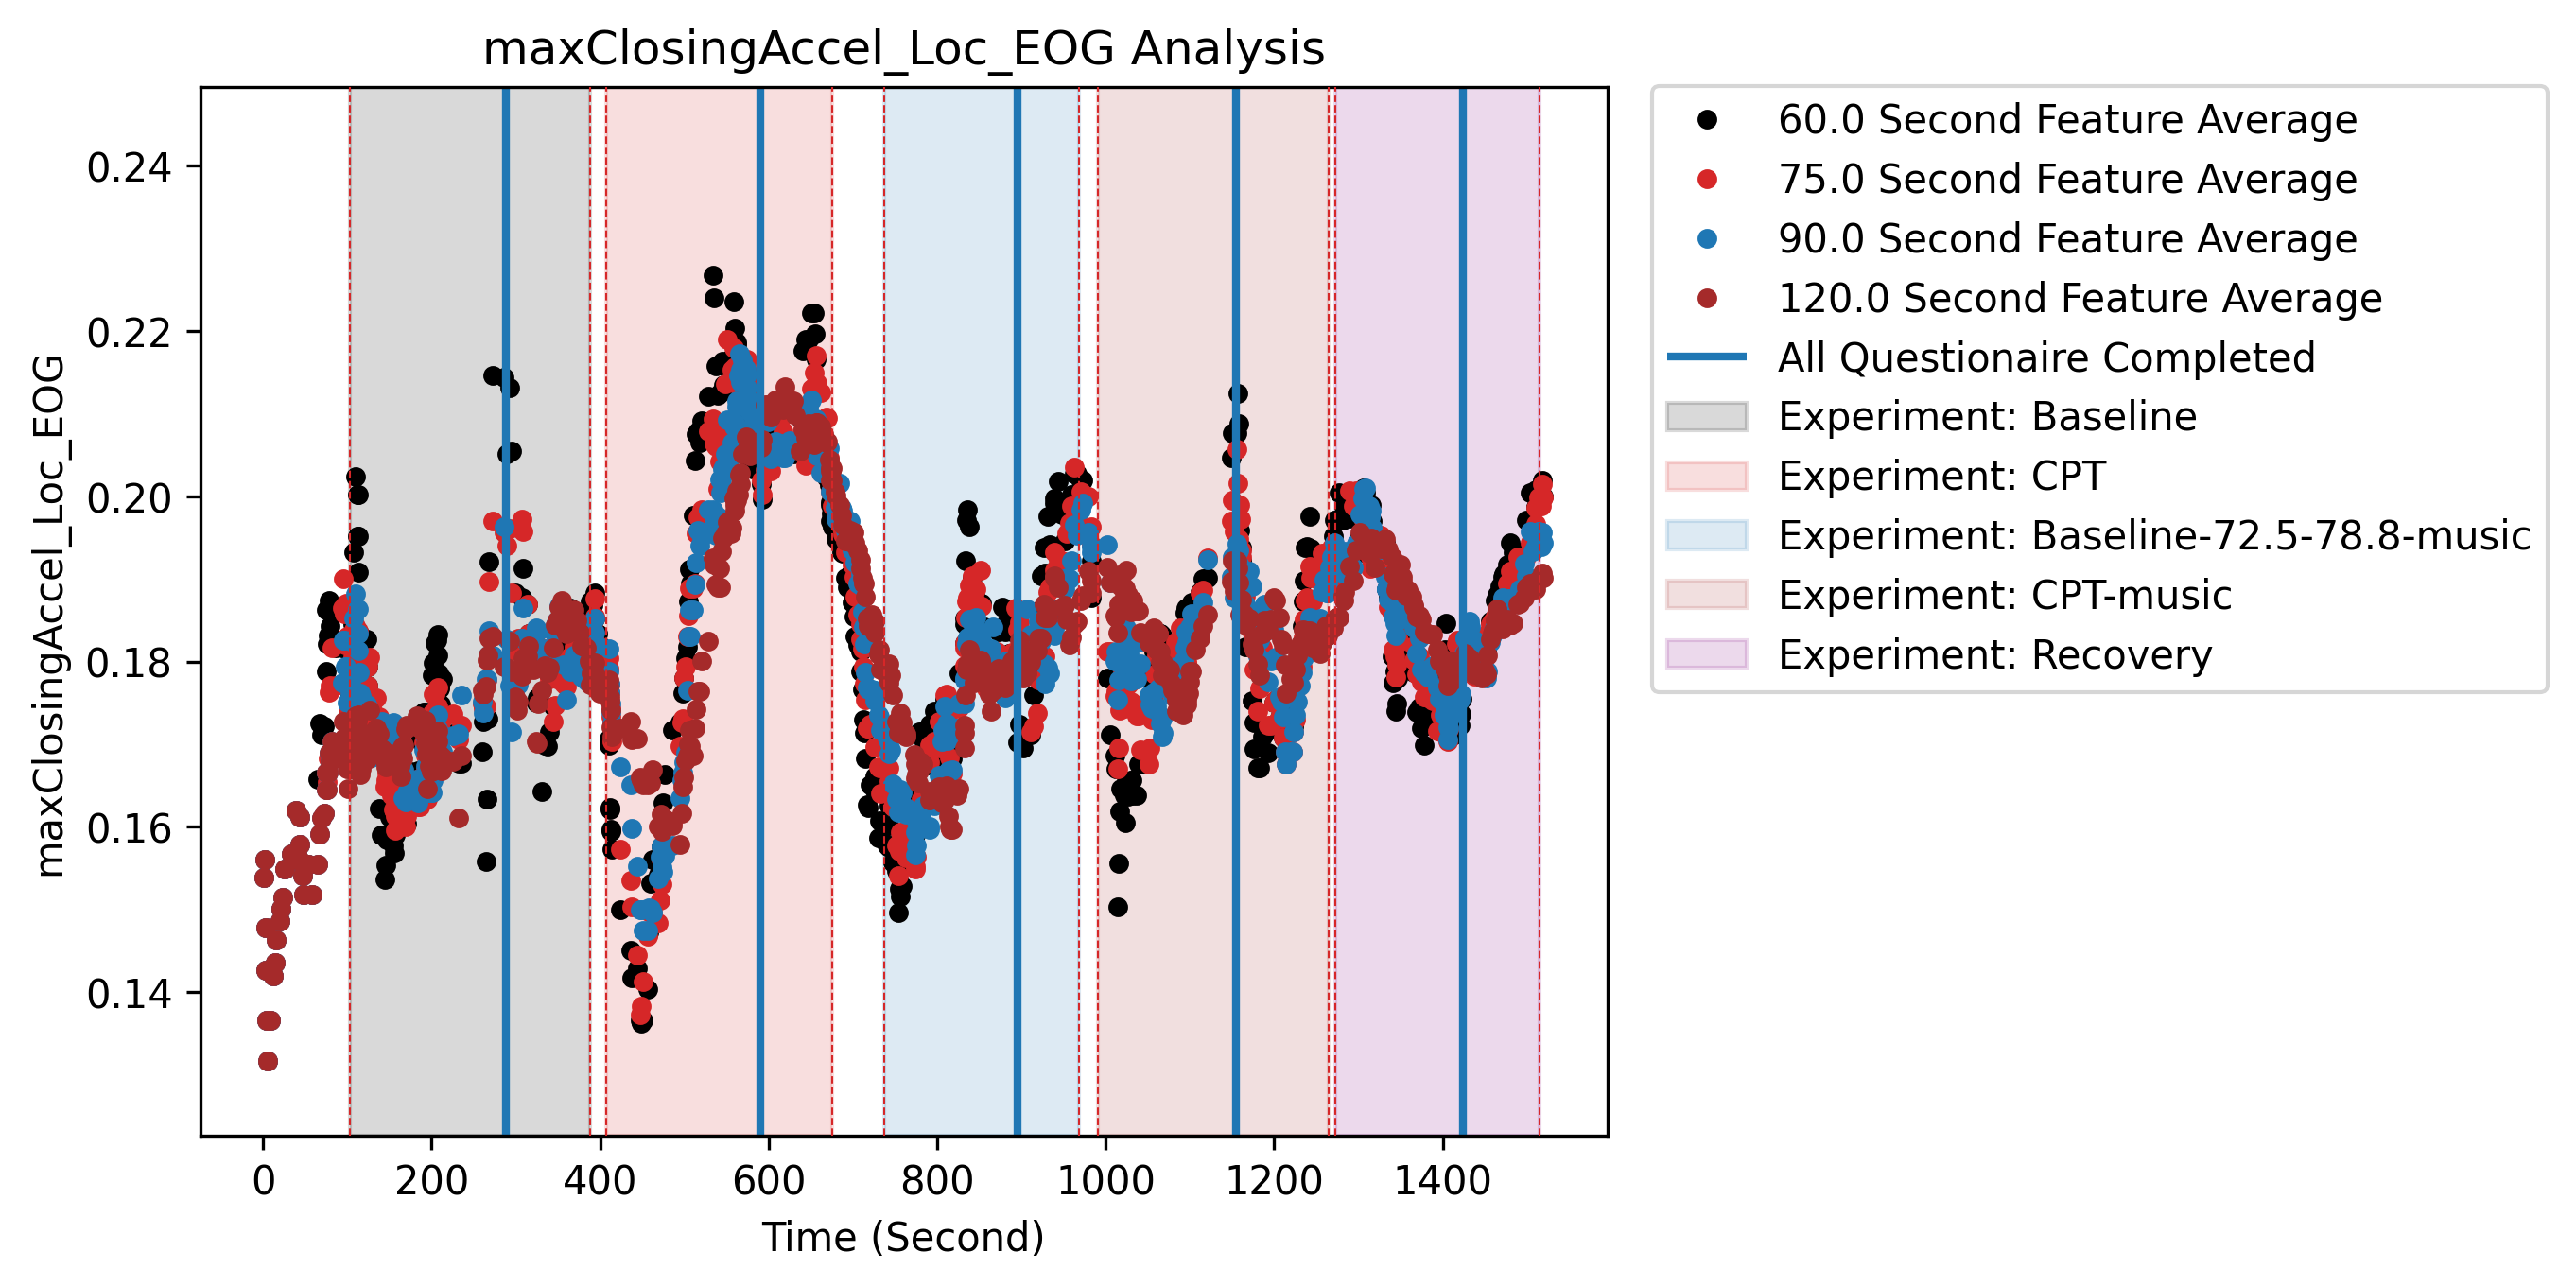 maxClosingAccel_Loc_EOG Analysis
maxClosingAccel_Loc_EOG
0.24
0.22
0.20
0.18
0.16
0.14
0
200
400
600
800
1000
1200
1400
Time (Second)
60.0 Second Feature Average
75.0 Second Feature Average
90.0 Second Feature Average
120.0 Second Feature Average
All Questionaire Completed
Experiment: Baseline
Experiment: CPT
Experiment: Baseline-72.5-78.8-music
Experiment: CPT-music
Experiment: Recovery